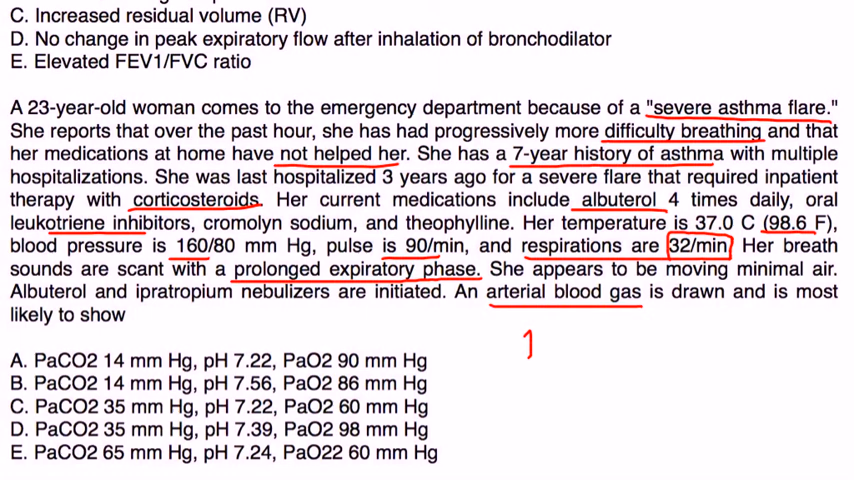 C. Increased residual volume (RV)
D. No change in peak expiratory flow after inhalation of bronchodilator
E. Elevated FEV1/FVC ratio
A 23-year-old woman comes to the emergency department because of a "severe asthma flare."
She reports that over the past hour, she has had progressively more difficulty breathing and that
her medications at home have not helped her. She has a 7-year history of asthma with multiple
hospitalizations. She was last hospitalized 3 years ago for a severe flare that required inpatient
therapy with corticosteroids. Her current medications include albuterol 4 times daily, oral
leukotriene inhibitors, cromolyn sodium, and theophylline. Her temperature is 37.0 C (98.6 F),
blood pressure is 160/80 mm Hg, pulse is 90/min, and respirations are 32/min. Her breath
sounds are scant with a prolonged expiratory phase. She appears to be moving minimal air.
Albuterol and ipratropium nebulizers are initiated. An arterial blood gas is drawn and is most
likely to show
A. PaCO2 14 mm Hg, pH 7.22, PaO2 90 mm Hg
B. PaCO2 14 mm Hg, pH 7.56, PaO2 86 mm Hg
C. PaCO2 35 mm Hg, pH 7.22, PaO2 60 mm Hg
D. PaCO2 35 mm Hg, pH 7.39, PaO2 98 mm Hg
E. PaCO2 65 mm Hg, pH 7.24, PaO22 60 mm Hg